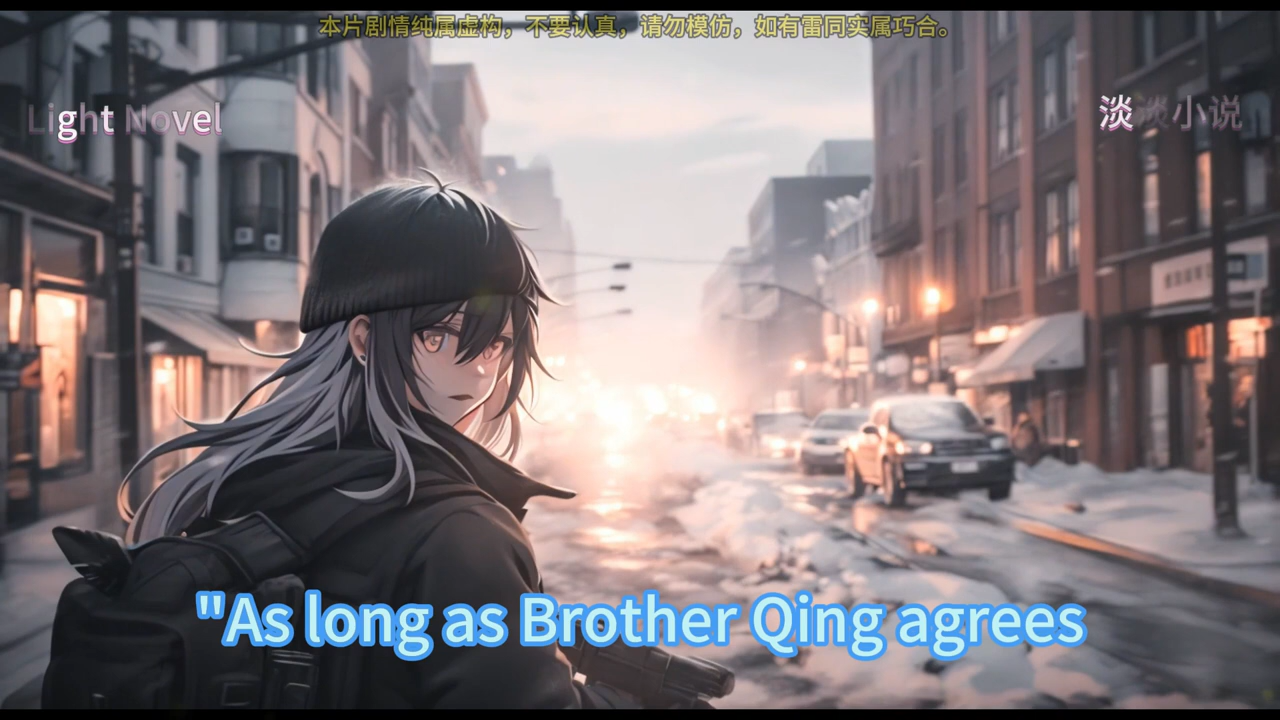 本片剧情纯属虚构，不要认真，请勿模仿，如有雷同实属巧合。
Light Novel
淡淡小说
"As long as Brother Qing agrees